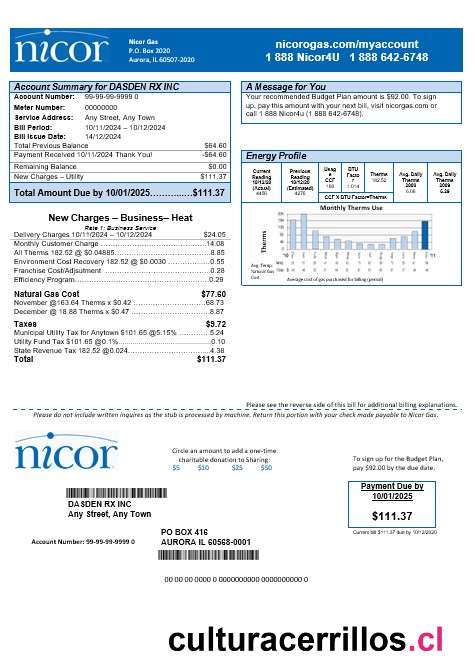 nicor
Nicor Gas
P.O. Box 2020
Aurora, IL 60507-2020
nicorogas.com/myaccount
1 888 Nicor4U 1 888 642-6748
Account Summary for DASDEN RX INC
Account Number: 99-99-99-9999 0
Meter Number: 00000000
Service Address: Any Street, Any Town
Bill Period: 10/11/2024 – 10/12/2024
Bill Issue Date: 14/12/2024
Total Previous Balance $64.60
Payment Received 10/11/2024 Thank You! -$64.60
Remaining Balance $0.00
New Charges – Utility $111.37
Total Amount Due by 10/01/2025.............$111.37
A Message for You
Your recommended Budget Plan amount is $92.00. To sign
up, pay this amount with your next bill, visit nicorgas.com or
call 1 888 Nicor4u (1 888 642-6748).
Energy Profile
Current Reading 10/12/20 (Actual) 4456
Previous Reading 10/12/20 (Estimated) 4276
Usage CCF 180
BTU Factor 1.014
Therms 182.52
Avg. Daily Therms 2009
Avg. Daily Therms 2009
CCF X BTU Factor=Therms
Monthly Therms Use
Therms
Avg. Temp.
Natural Gas
Cost
Average cost of gas purchased for billing (period)
New Charges – Business– Heat
Rate 1: Business Service
Delivery Charges 10/11/2024 – 10/12/2024 $24.05
Monthly Customer Charge 14.08
All Therms 182.52 @ $0.04885 8.85
Environment Cost Recovery 182.52 @ $0.0030 0.55
Franchise Cost/Adjustment 0.28
Efficiency Program 0.29
Natural Gas Cost $77.60
November @163.64 Therms x $0.42 68.73
December @ 18.88 Therms x $0.47 8.87
Taxes $9.72
Municipal Utility Tax for Anytown $101.65 @5.15% 5.24
Utility Fund Tax $101.65 @0.1% 0.10
State Revenue Tax 182.52 @0.024 4.38
Total $111.37
Please see the reverse side of this bill for additional billing explanations.
Please do not include written inquires as the stub is processed by machine. Return this portion with your check made payable to Nicor Gas.
nicor
Circle an amount to add a one-time
charitable donation to Sharing:
$5 $10 $25 $50
To sign up for the Budget Plan,
pay $92.00 by the due date.
DASDEN RX INC
Any Street, Any Town
Payment Due by
10/01/2025
$111.37
Current bill $111.37 due by 10/12/2020
PO BOX 416
AURORA IL 60568-0001
Account Number: 99-99-99-9999 0
00 00 00 0000 0 0000000000 0000000000 0
culturacerrillos.cl